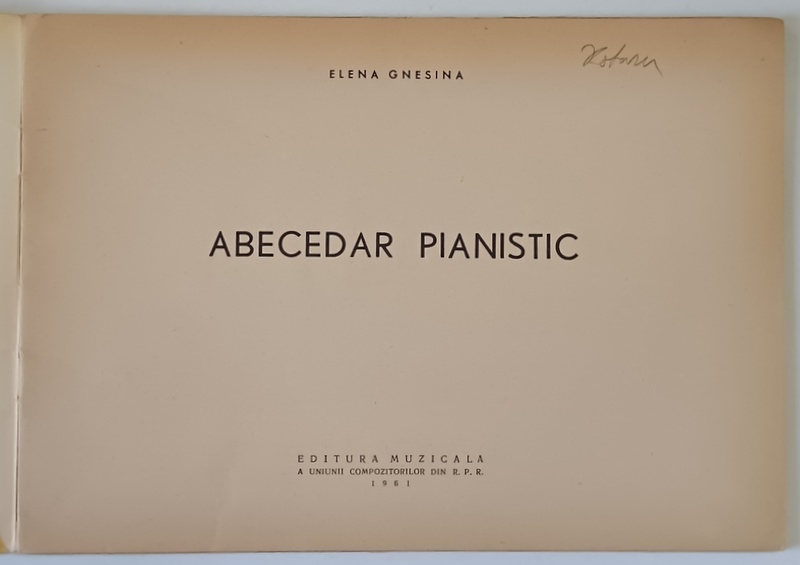 ELENA GNESINA
ABECEDAR PIANISTIC
EDITURA MUZICALA
A UNIUNII COMPOZITORILOR DIN R. P. R.
1961